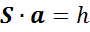 𝑺 · 𝒂 = ℎ